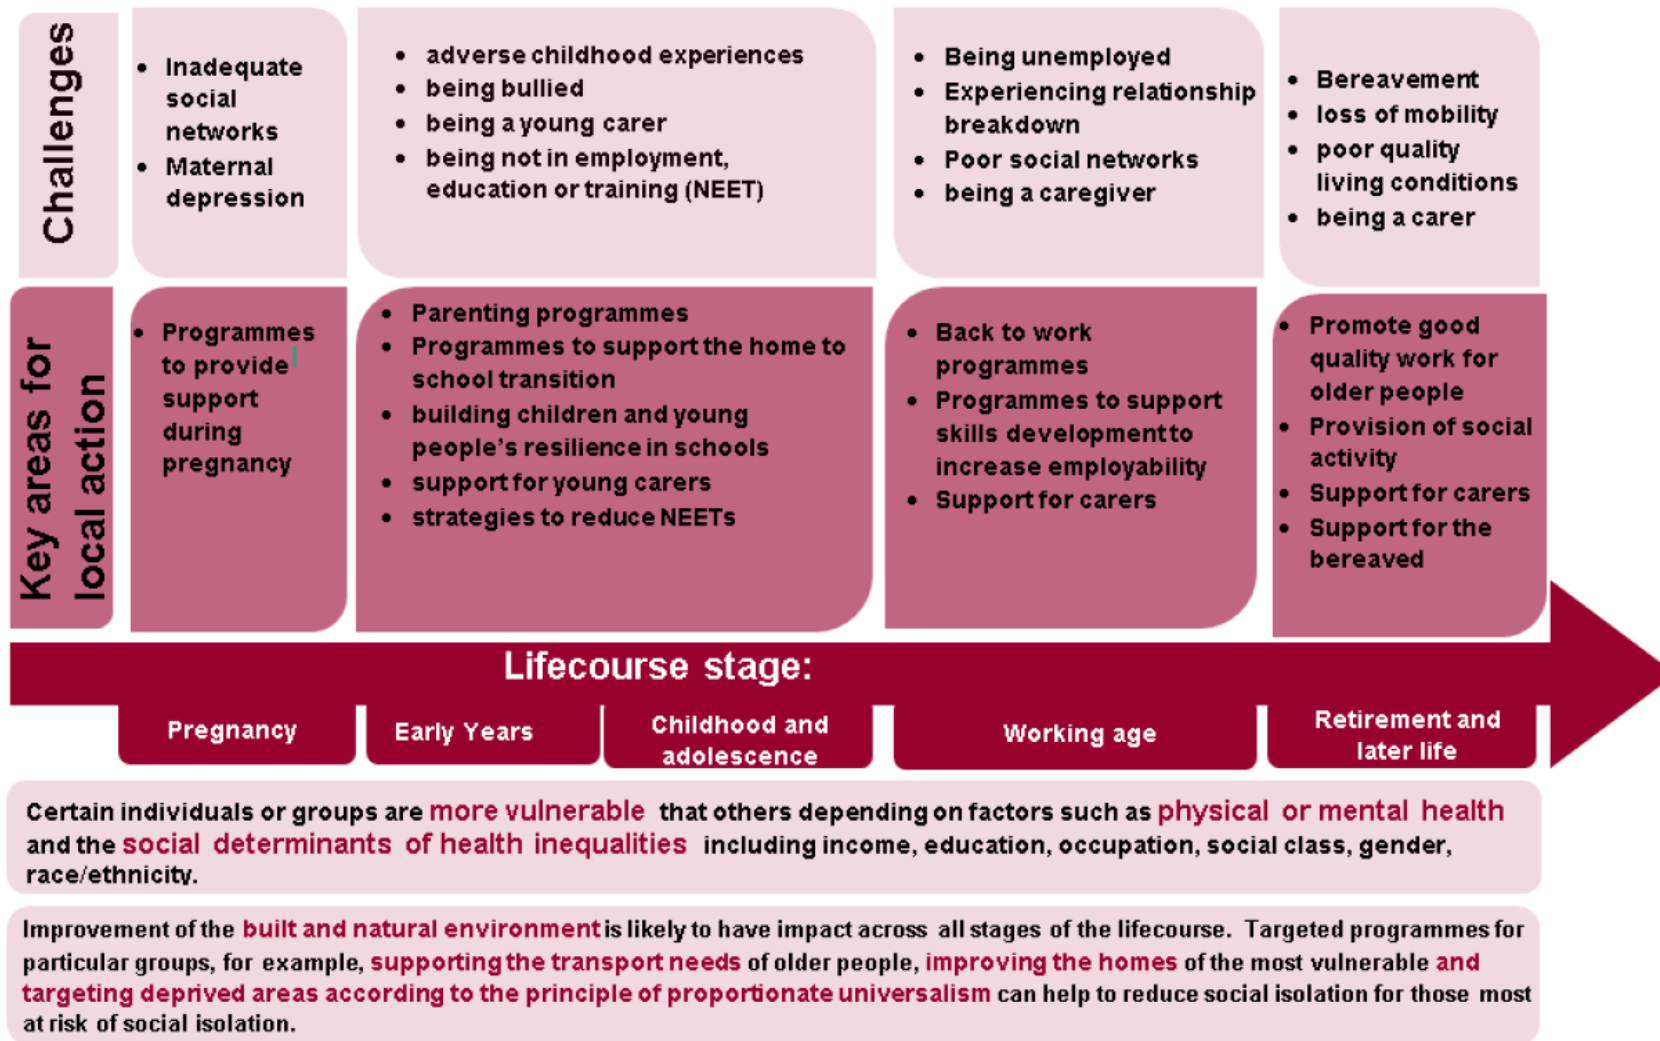 Challenges
• Inadequate
social
networks
• Maternal
depression
• adverse childhood experiences
• being bullied
• being a young carer
• being not in employment,
education or training (NEET)
• Being unemployed
• Experiencing relationship
breakdown
• Poor social networks
• being a caregiver
• Bereavement
• loss of mobility
• poor quality
living conditions
• being a carer
Key areas for
local action
• Programmes
to provide
support
during
pregnancy
• Parenting programmes
• Programmes to support the home to
school transition
• building children and young
people's resilience in schools
• support for young carers
• strategies to reduce NEETs
• Back to work
programmes
• Programmes to support
skills development to
increase employability
• Support for carers
• Promote good
quality work for
older people
• Provision of social
activity
• Support for carers
• Support for the
bereaved
Lifecourse stage:
Pregnancy
Early Years
Childhood and
adolescence
Working age
Retirement and
later life
Certain individuals or groups are more vulnerable that others depending on factors such as physical or mental health
and the social determinants of health inequalities including income, education, occupation, social class, gender,
race/ethnicity.
Improvement of the built and natural environment is likely to have impact across all stages of the lifecourse. Targeted programmes for
particular groups, for example, supporting the transport needs of older people, improving the homes of the most vulnerable and
targeting deprived areas according to the principle of proportionate universalism can help to reduce social isolation for those most
at risk of social isolation.